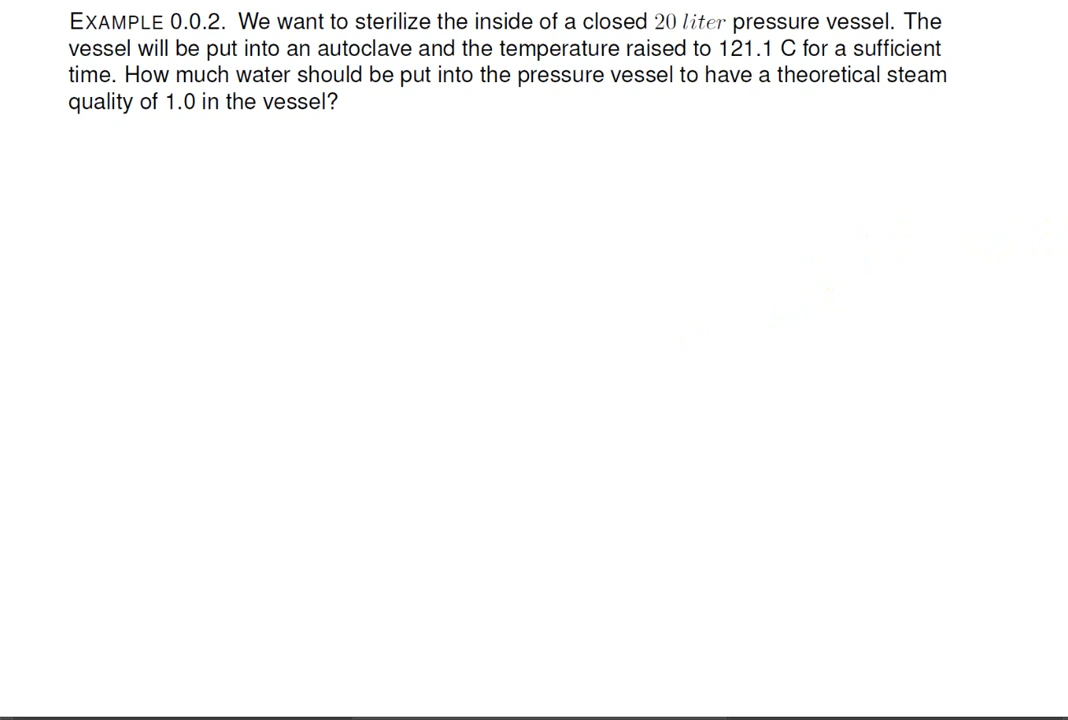 EXAMPLE 0.0.2. We want to sterilize the inside of a closed 20 liter pressure vessel. The
vessel will be put into an autoclave and the temperature raised to 121.1 C for a sufficient
time. How much water should be put into the pressure vessel to have a theoretical steam
quality of 1.0 in the vessel?